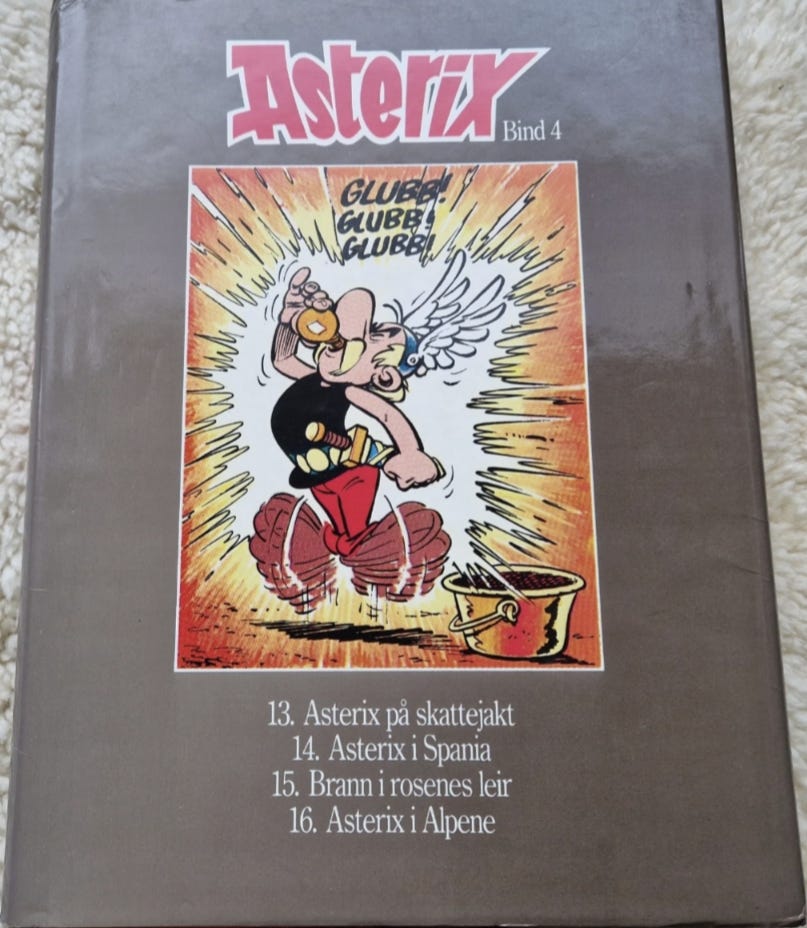 Asterix
Bind 4
GLUBB!
GLUBB!
GLUBB!
13. Asterix på skattejakt
14. Asterix i Spania
15. Brann i rosenes leir
16. Asterix i Alpene